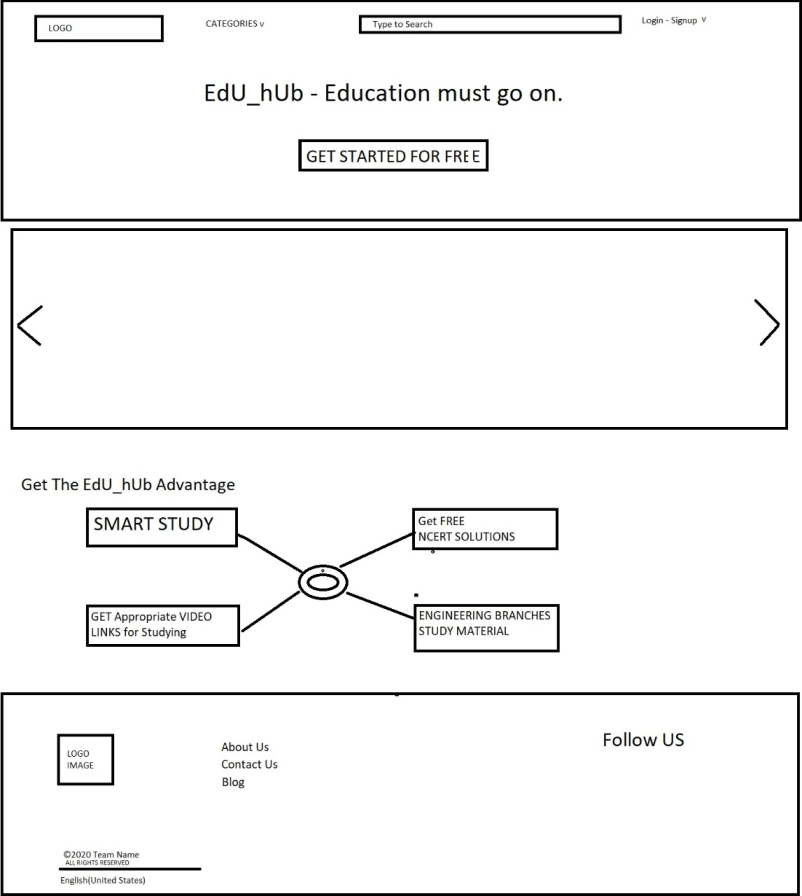 LOGO
CATEGORIES v
Type to Search
Login - Signup v
EdU_hUb - Education must go on.
GET STARTED FOR FREE
Get The EdU_hUb Advantage
SMART STUDY
Get FREE
NCERT SOLUTIONS
GET Appropriate VIDEO
LINKS for Studying
ENGINEERING BRANCHES
STUDY MATERIAL
LOGO
IMAGE
About Us
Contact Us
Blog
Follow US
©2020 Team Name
ALL RIGHTS RESERVED
English(United States)